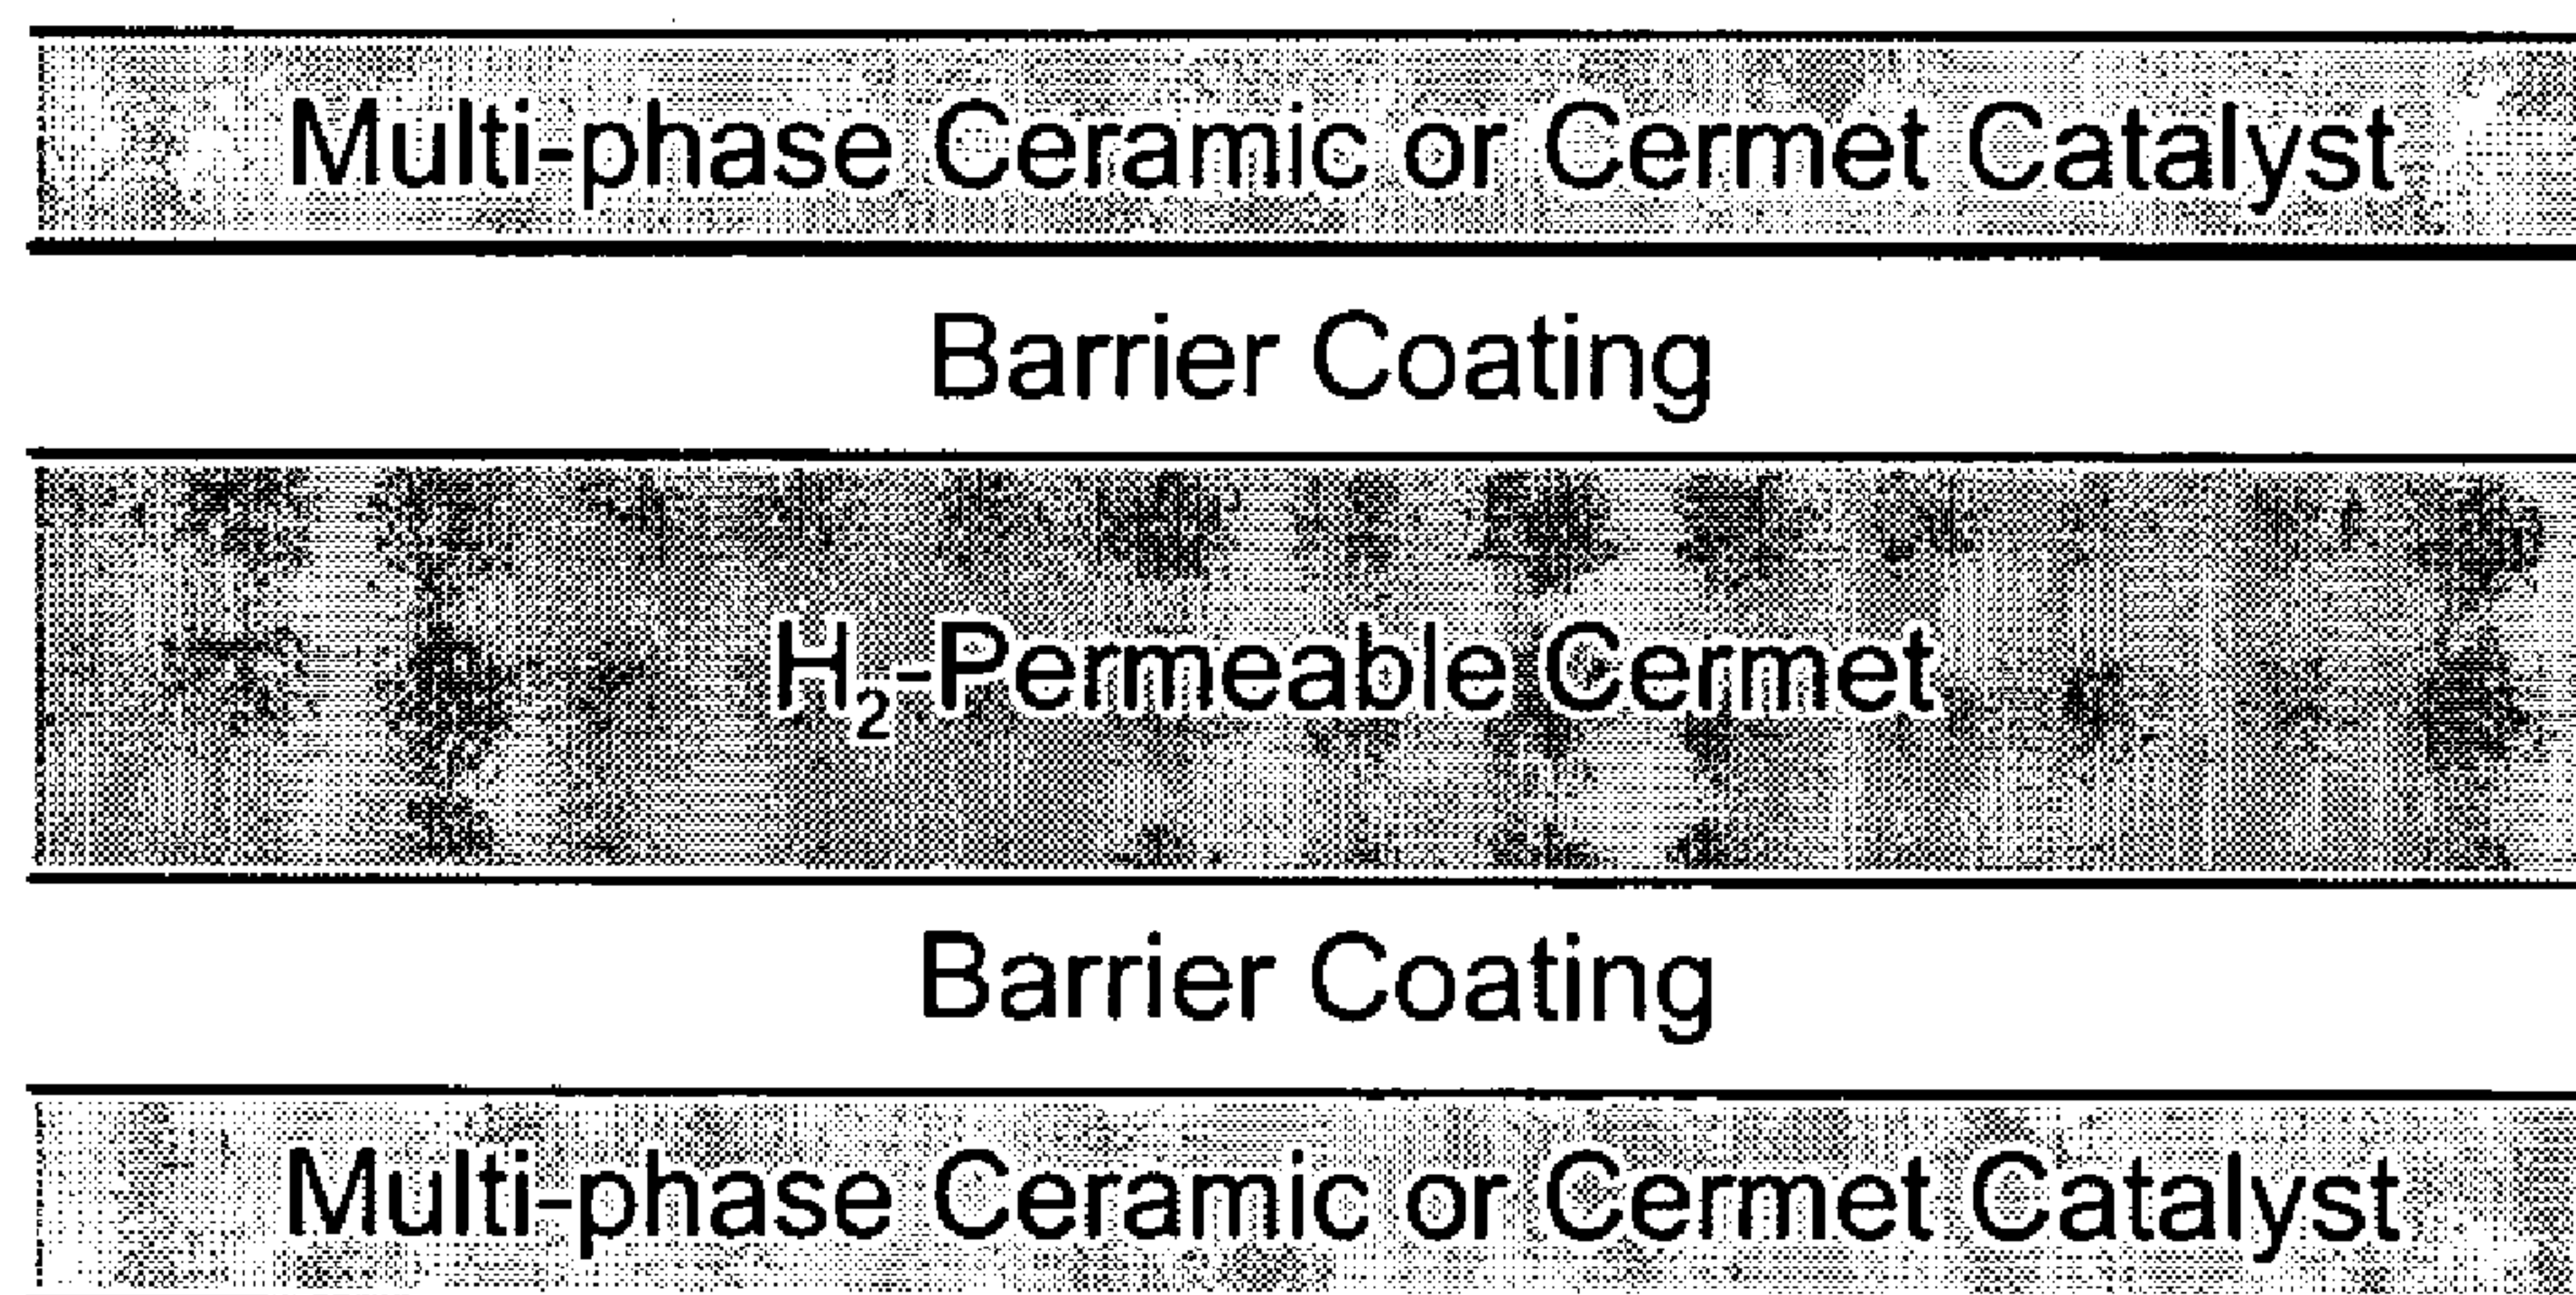 Multi-phase Ceramic or Cermet Catalyst
Barrier Coating
H₂-Permeable Cermet
Barrier Coating
Multi-phase Ceramic or Cermet Catalyst